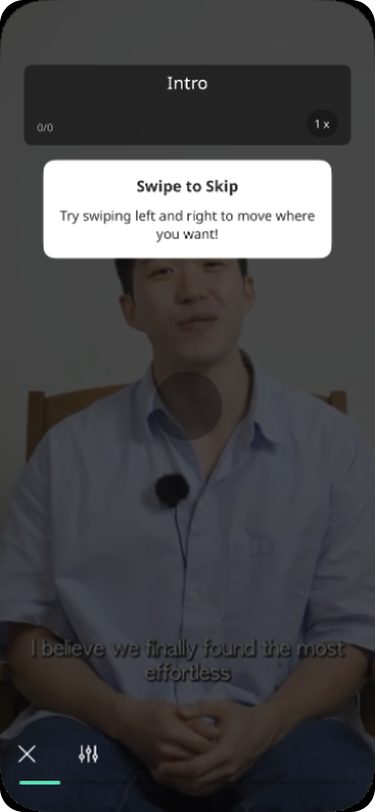 Intro
0/0
1 x
Swipe to Skip
Try swiping left and right to move where
you want!
I believe we finally found the most
effortless